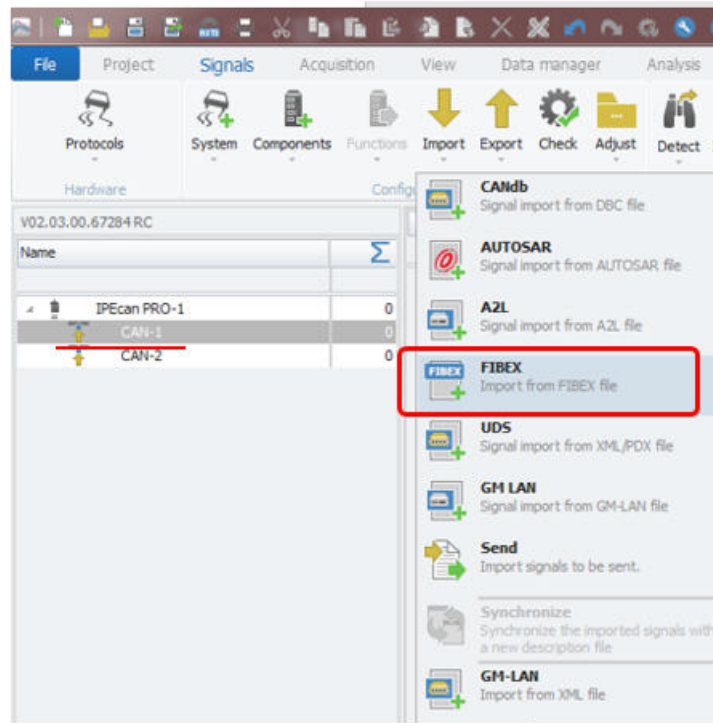 File Project Signals Acquisition View Data manager Analysis
Protocols System Components Functions Import Export Check Adjust Detect
Hardware
V02.03.00.67284 RC
Name Σ
IPEcan PRO-1 0
CAN-1 0
CAN-2 0
CANdb
Signal import from DBC file
AUTOSAR
Signal import from AUTOSAR file
A2L
Signal import from A2L file
FIBEX
FIBEX
Import from FIBEX file
UDS
Signal import from XML/PDX file
GM LAN
Signal import from GM-LAN file
Send
Import signals to be sent.
Synchronize
Synchronize the imported signals with
a new description file
GM-LAN
Import from XML file